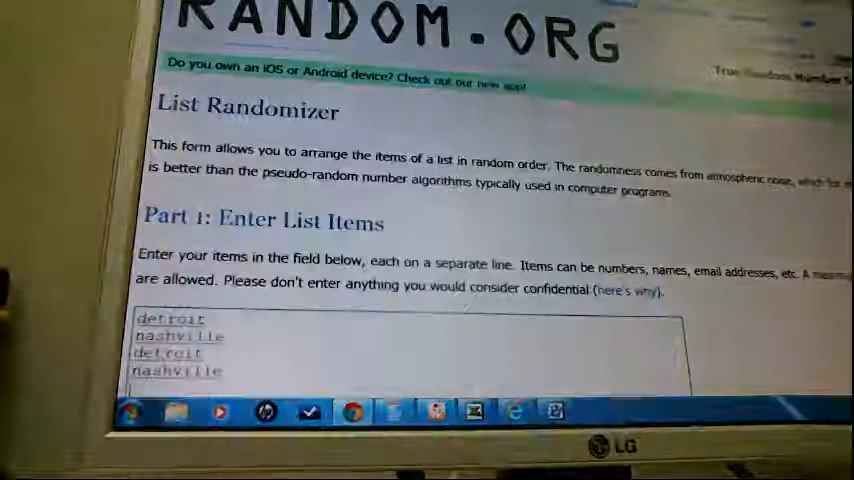 RANDOM.ORG
True Random Number
Do you own an iOS or Android device? Check out our new app!
List Randomizer
This form allows you to arrange the items of a list in random order. The randomness comes from atmospheric noise, which for
is better than the pseudo-random number algorithms typically used in computer programs.
Part 1: Enter List Items
Enter your items in the field below, each on a separate line. Items can be numbers, names, email addresses, etc. A
are allowed. Please don't enter anything you would consider confidential (here's why).
detroit
nashville
detroit
nashville
LG